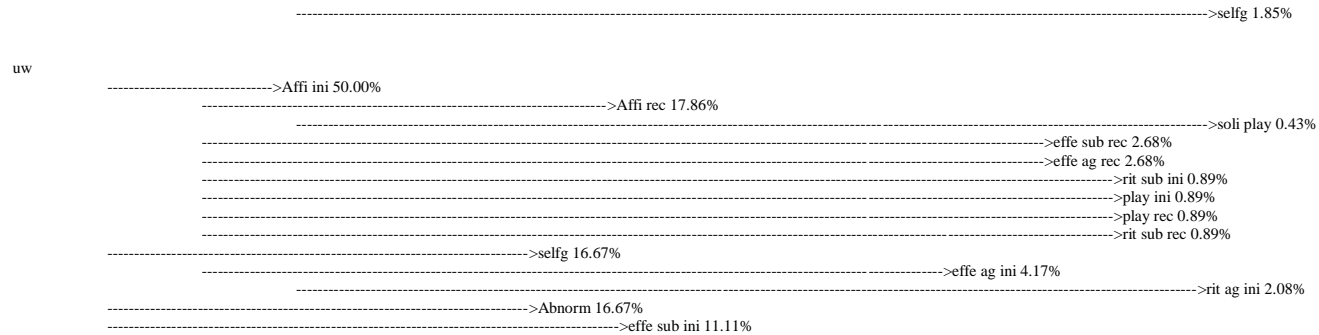 >selfg 1.85%
uw
>Affi ini 50.00%
>Affi rec 17.86%
>soli play 0.43%
>effe sub rec 2.68%
>effe ag rec 2.68%
>rit sub ini 0.89%
>play ini 0.89%
>play rec 0.89%
>rit sub rec 0.89%
>selfg 16.67%
>effe ag ini 4.17%
>rit ag ini 2.08%
>Abnorm 16.67%
>effe sub ini 11.11%